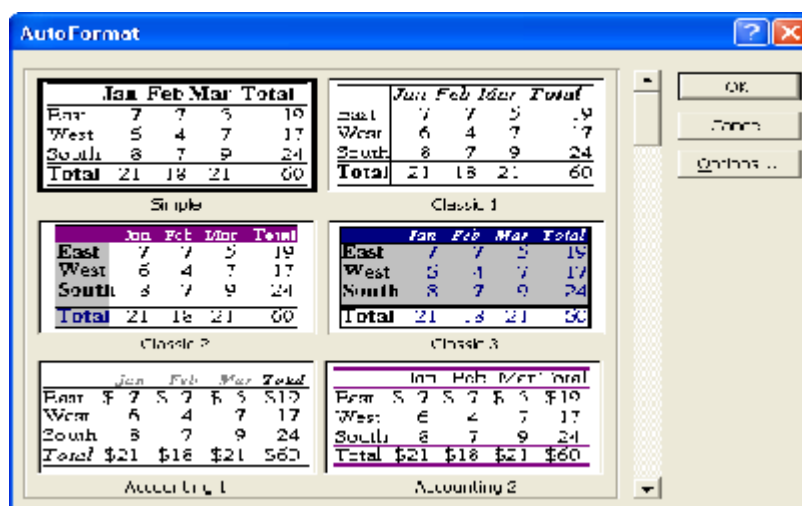 AutoFormat
Jan Feb Mar Total
East 7 7 5 19
West 6 4 7 17
South 8 7 9 24
Total 21 18 21 60
Simple
Jan Feb Mar Total
East 7 7 5 19
West 6 4 7 17
South 8 7 9 24
Total 21 18 21 60
Classic 1
Jan Feb Mar Total
East 7 7 5 19
West 6 4 7 17
South 8 7 9 24
Total 21 18 21 60
Classic 2
Jan Feb Mar Total
East 7 7 5 19
West 6 4 7 17
South 8 7 9 24
Total 21 18 21 60
Classic 3
Jan Feb Mar Total
East $ 7 $ 7 $ 5 $19
West 6 4 7 17
South 8 7 9 24
Total $21 $18 $21 $60
Accounting 1
Jan Feb Mar Total
East $ 7 $ 7 $ 5 $19
West 6 4 7 17
South 8 7 9 24
Total $21 $18 $21 $60
Accounting 2
OK
Cancel
Options...